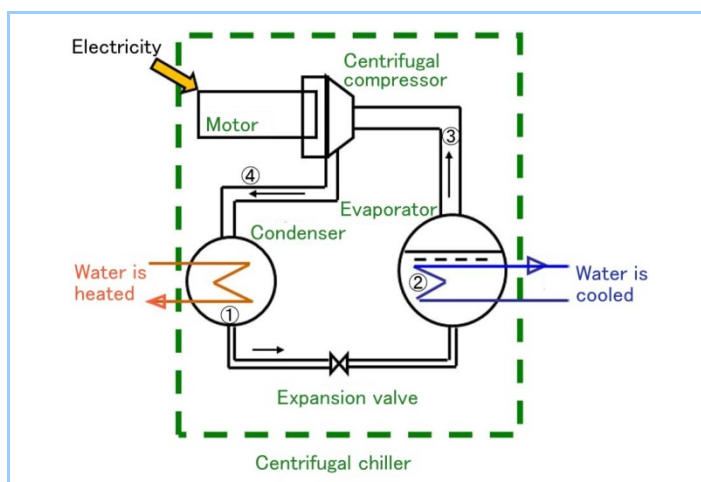 Electricity
Centrifugal
compressor
Motor
③
④
Evaporator
Condenser
Water is
heated
①
②
Water is
cooled
Expansion valve
Centrifugal chiller